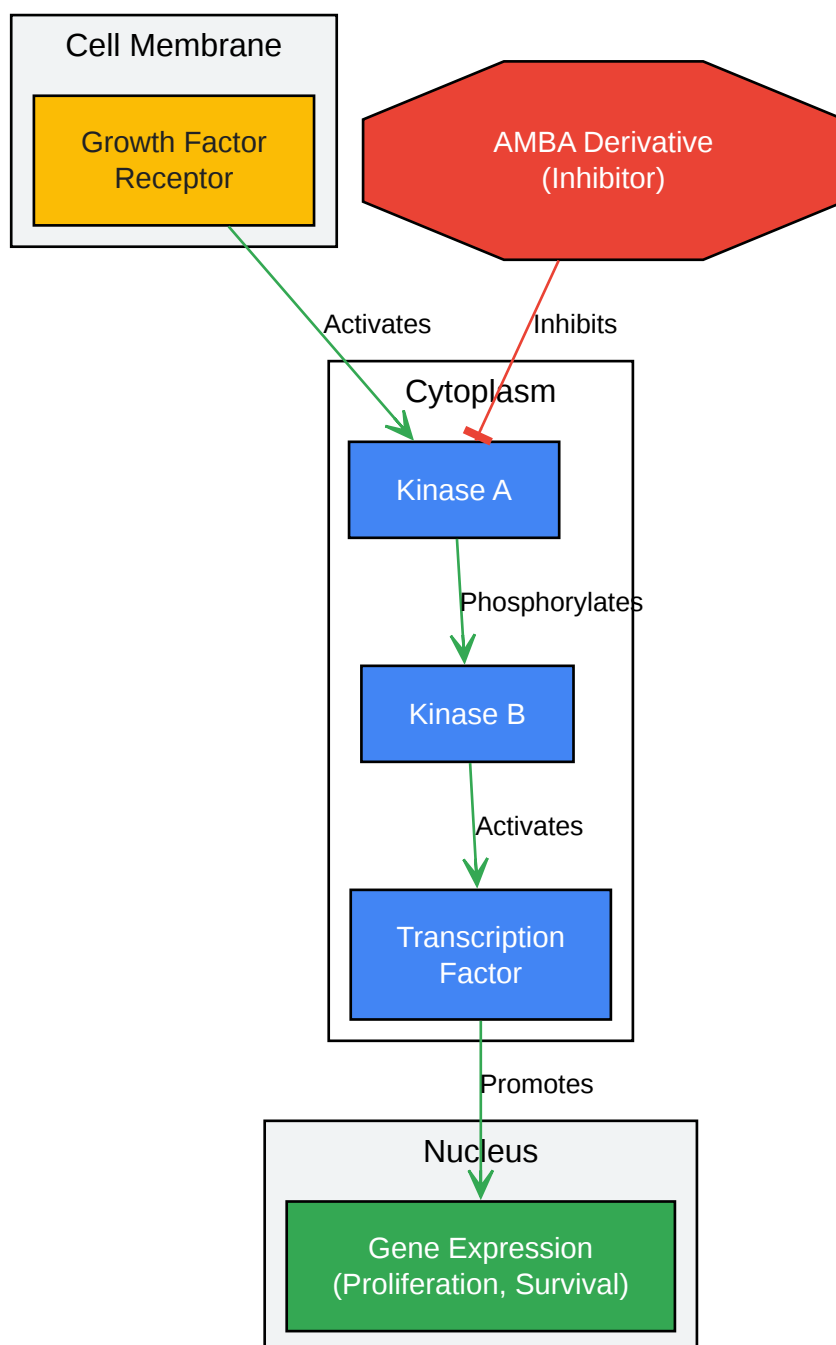 Cell Membrane
Growth Factor
Receptor
AMBA Derivative
(Inhibitor)
Activates
Inhibits
Cytoplasm
Kinase A
Phosphorylates
Kinase B
Activates
Transcription
Factor
Promotes
Nucleus
Gene Expression
(Proliferation, Survival)